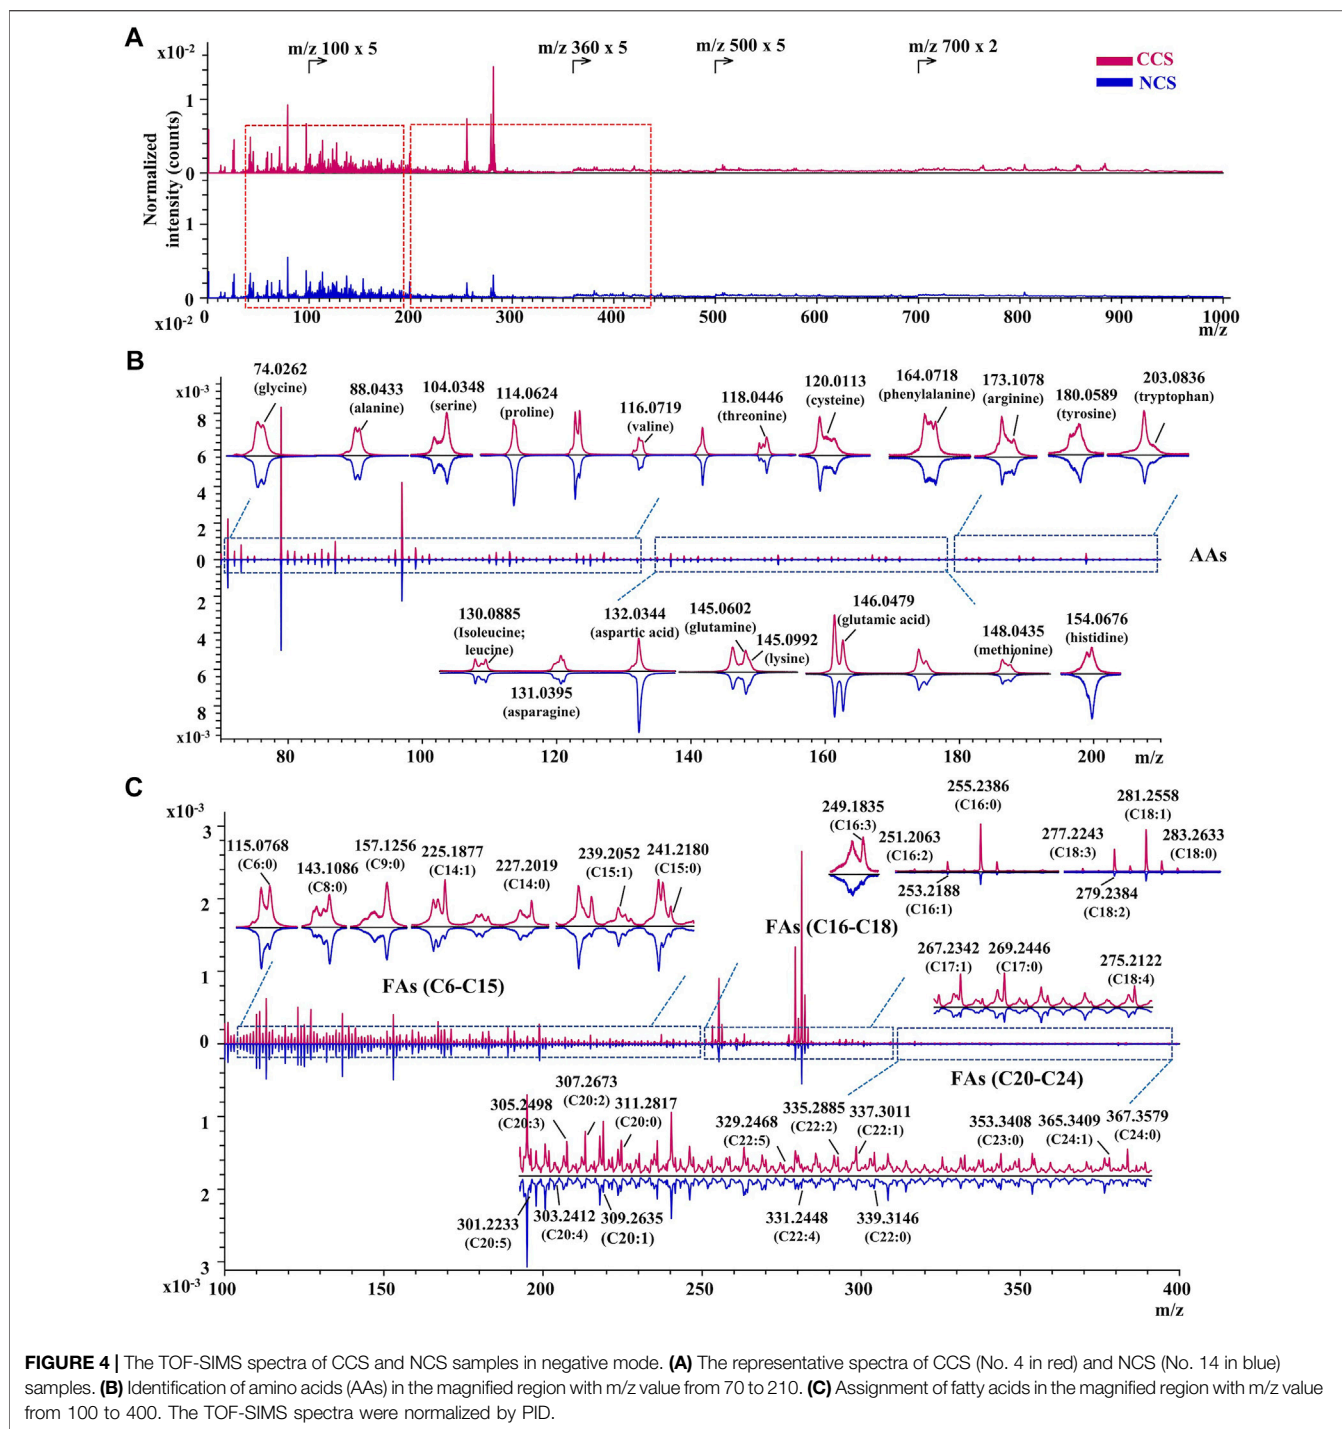 A
x10-2
m/z 100 x 5
m/z 360 x 5
m/z 500 x 5
m/z 700 x 2
CCS
NCS
Normalized
intensity (counts)
1
0
1
0
x10-2
0 100 200 300 400 500 600 700 800 900 1000
m/z
B
x10-3
8
6
4
2
0
2
4
6
8
x10-3
74.0262
(glycine)
88.0433
(alanine)
104.0348
(serine)
114.0624
(proline)
116.0719
(valine)
118.0446
(threonine)
120.0113
(cysteine)
164.0718
(phenylalanine)
173.1078
(arginine)
180.0589
(tyrosine)
203.0836
(tryptophan)
AAs
130.0885
(Isoleucine;
leucine)
131.0395
(asparagine)
132.0344
(aspartic acid)
145.0602
(glutamine)
145.0992
(lysine)
146.0479
(glutamic acid)
148.0435
(methionine)
154.0676
(histidine)
80 100 120 140 160 180 200
m/z
C
x10-3
3
2
1
0
1
2
3
x10-3
115.0768
(C6:0)
143.1086
(C8:0)
157.1256
(C9:0)
225.1877
(C14:1)
227.2019
(C14:0)
239.2052
(C15:1)
241.2180
(C15:0)
249.1835
(C16:3)
251.2063
(C16:2)
253.2188
(C16:1)
255.2386
(C16:0)
277.2243
(C18:3)
279.2384
(C18:2)
281.2558
(C18:1)
283.2633
(C18:0)
FAs (C16-C18)
FAs (C6-C15)
267.2342
(C17:1)
269.2446
(C17:0)
275.2122
(C18:4)
FAs (C20-C24)
305.2498
(C20:3)
307.2673
(C20:2)
311.2817
(C20:0)
329.2468
(C22:5)
335.2885
(C22:2)
337.3011
(C22:1)
353.3408
(C23:0)
365.3409
(C24:1)
367.3579
(C24:0)
301.2233
(C20:5)
303.2412
(C20:4)
309.2635
(C20:1)
331.2448
(C22:4)
339.3146
(C22:0)
100 150 200 250 300 350 400
m/z
FIGURE 4 | The TOF-SIMS spectra of CCS and NCS samples in negative mode. (A) The representative spectra of CCS (No. 4 in red) and NCS (No. 14 in blue)
samples. (B) Identification of amino acids (AAs) in the magnified region with m/z value from 70 to 210. (C) Assignment of fatty acids in the magnified region with m/z value
from 100 to 400. The TOF-SIMS spectra were normalized by PID.